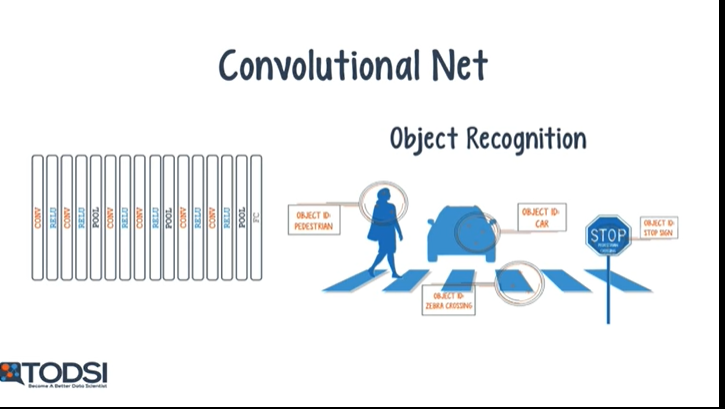 Convolutional Net
Object Recognition
CONV
RELU
CONV
RELU
POOL
CONV
RELU
CONV
RELU
POOL
CONV
RELU
CONV
RELU
POOL
FC
OBJECT ID:
PEDESTRIAN
OBJECT ID:
CAR
STOP
OBJECT ID:
STOP SIGN
OBJECT ID:
ZEBRA CROSSING
TODSI
Become A Better Data Scientist